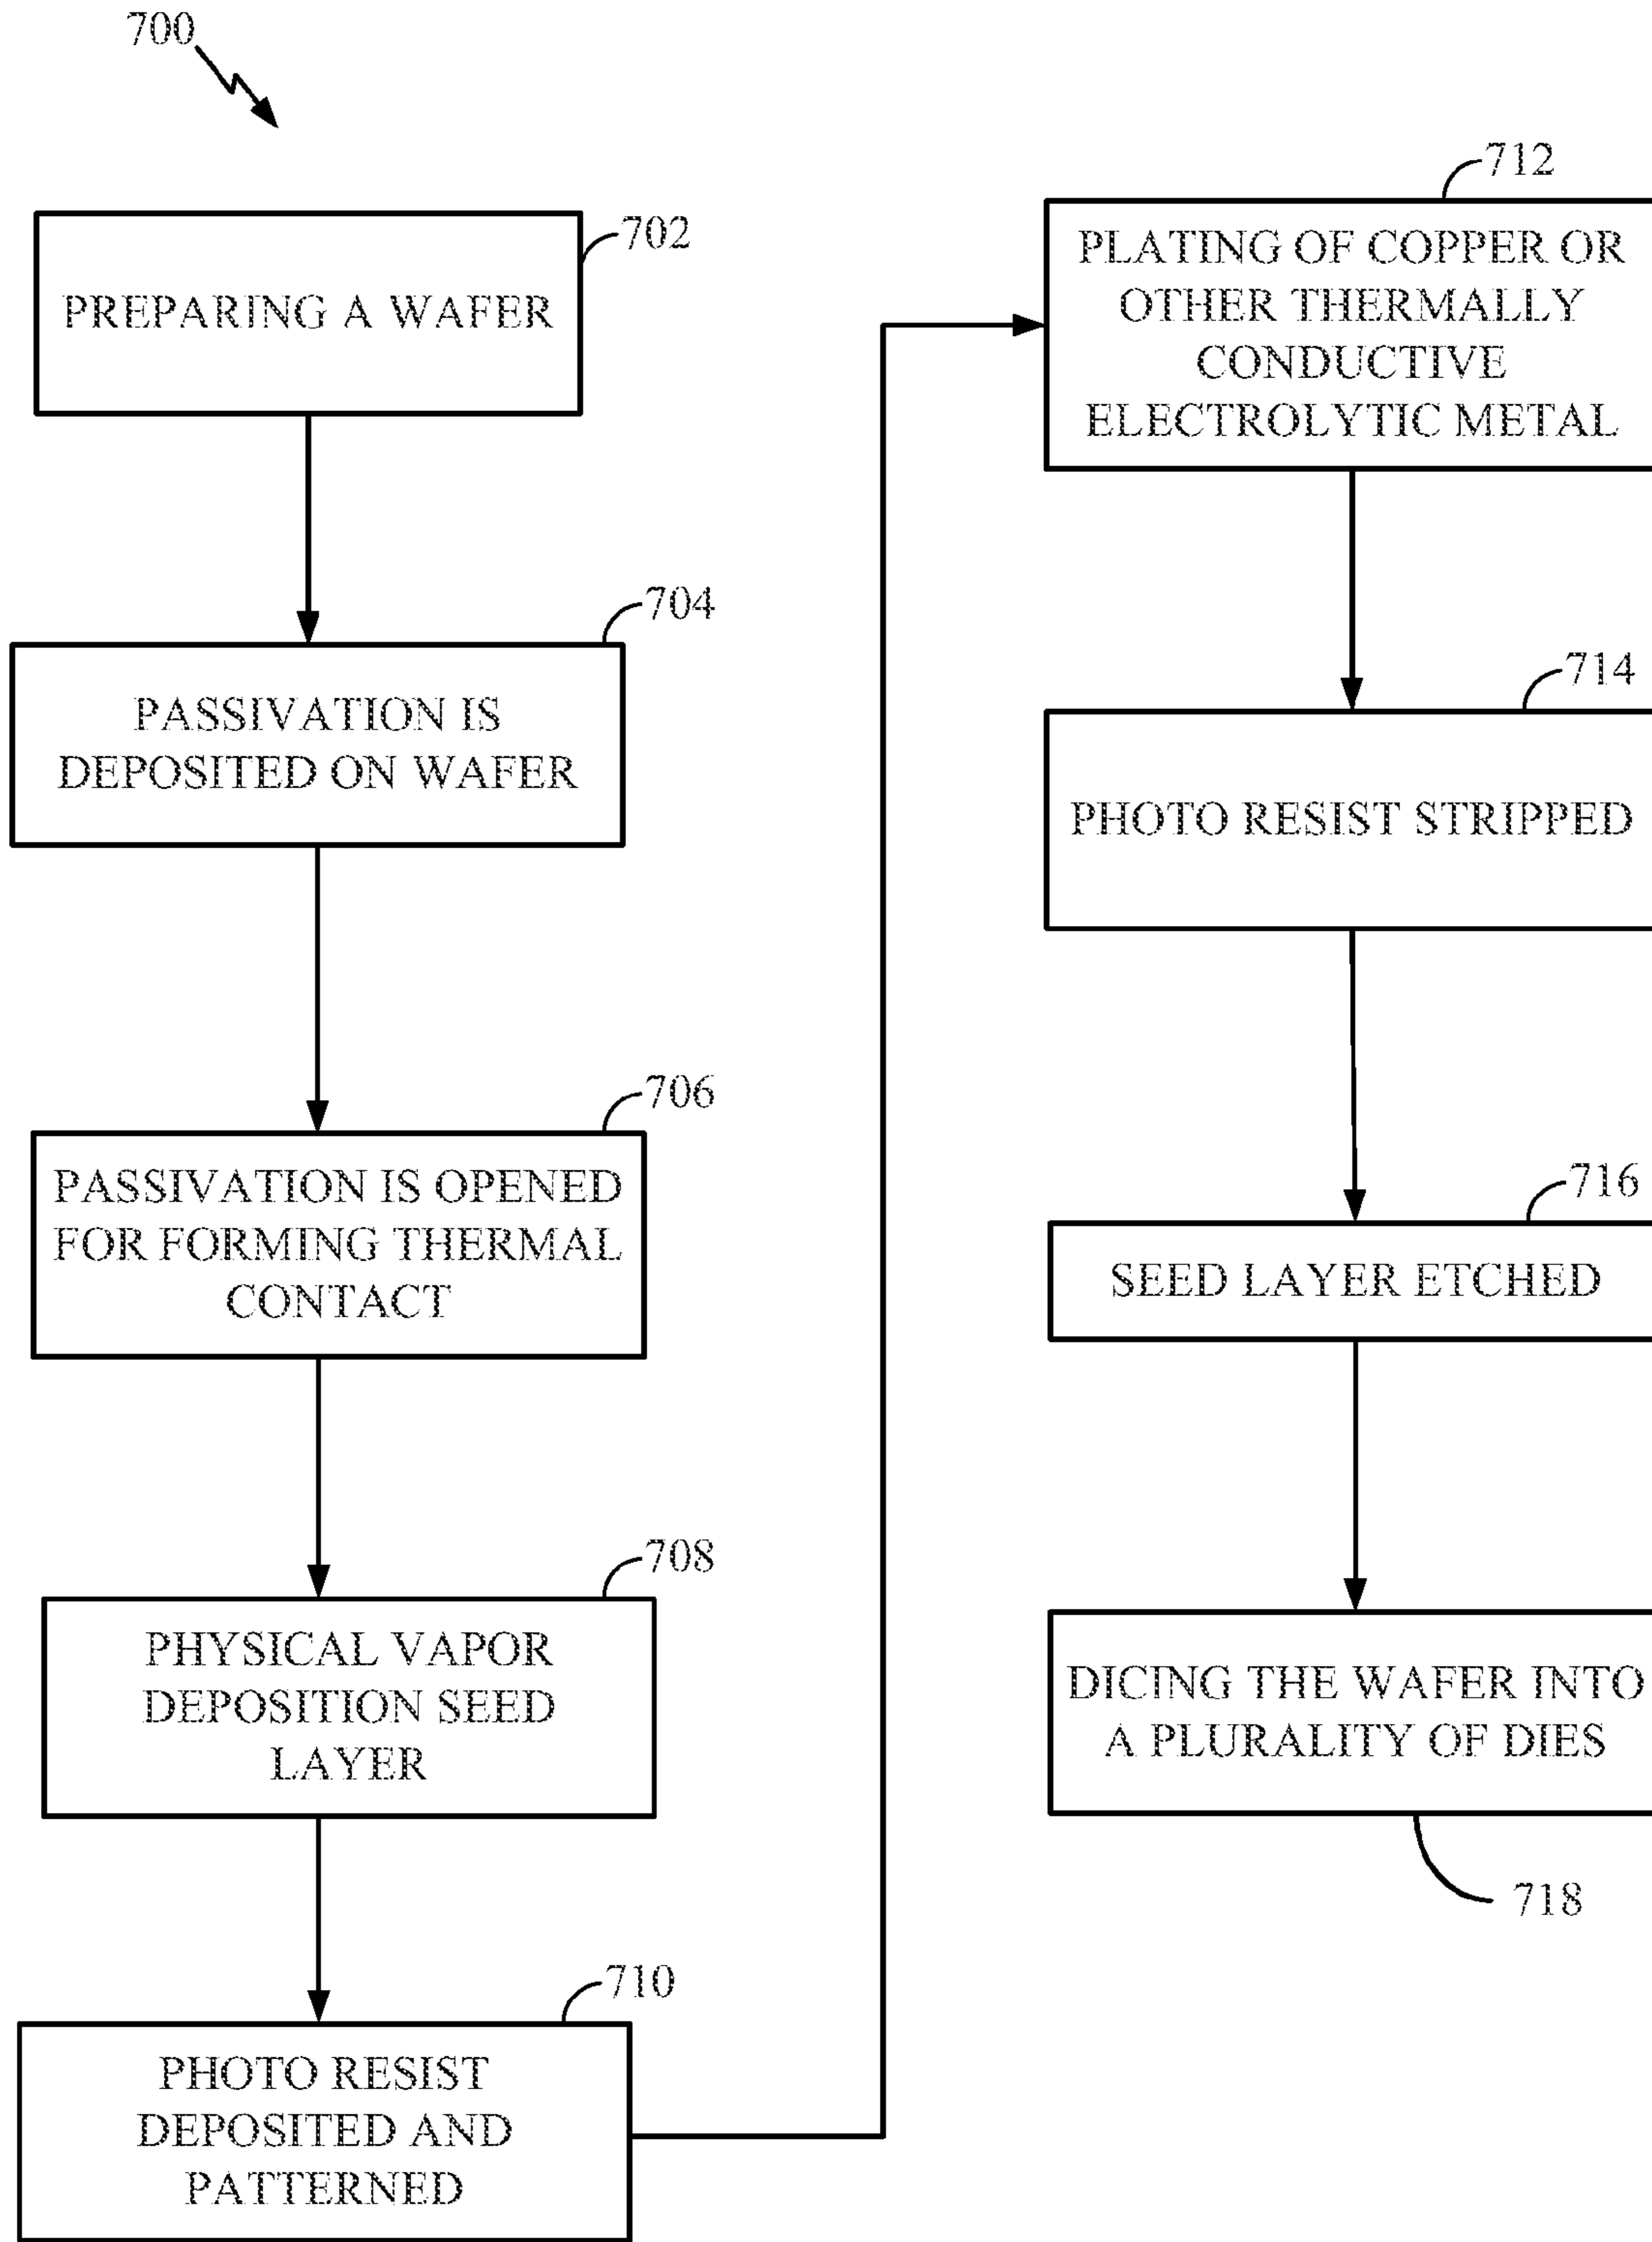 700
702
PREPARING A WAFER
704
PASSIVATION IS
DEPOSITED ON WAFER
706
PASSIVATION IS OPENED
FOR FORMING THERMAL
CONTACT
708
PHYSICAL VAPOR
DEPOSITION SEED
LAYER
710
PHOTO RESIST
DEPOSITED AND
PATTERNED
712
PLATING OF COPPER OR
OTHER THERMALLY
CONDUCTIVE
ELECTROLYTIC METAL
714
PHOTO RESIST STRIPPED
716
SEED LAYER ETCHED
DICING THE WAFER INTO
A PLURALITY OF DIES
718